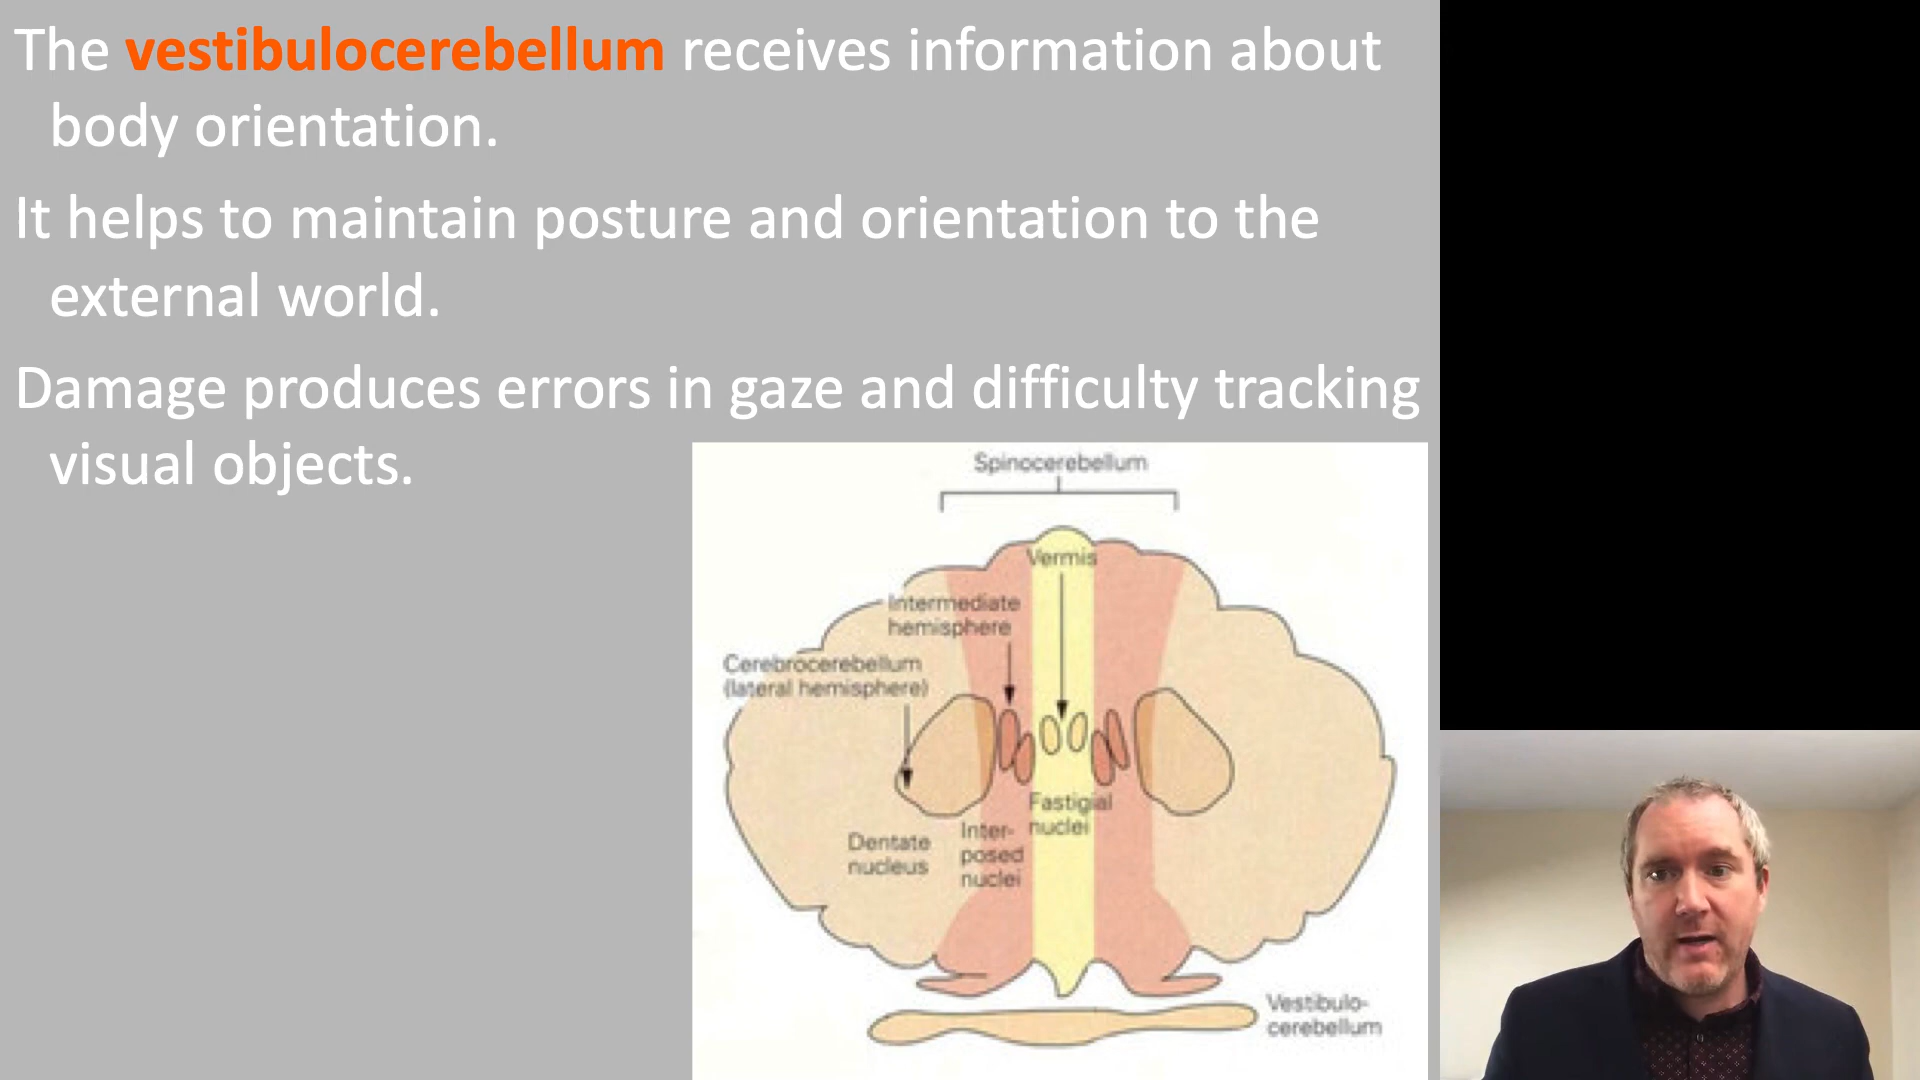 The vestibulocerebellum receives information about
body orientation.
It helps to maintain posture and orientation to the
external world.
Damage produces errors in gaze and difficulty tracking
visual objects.
Spinocerebellum
Vermis
Intermediate
hemisphere
Cerebrocerebellum
(lateral hemisphere)
Fastigial
nuclei
Inter-
posed
nuclei
Dentate
nucleus
Vestibulo-
cerebellum